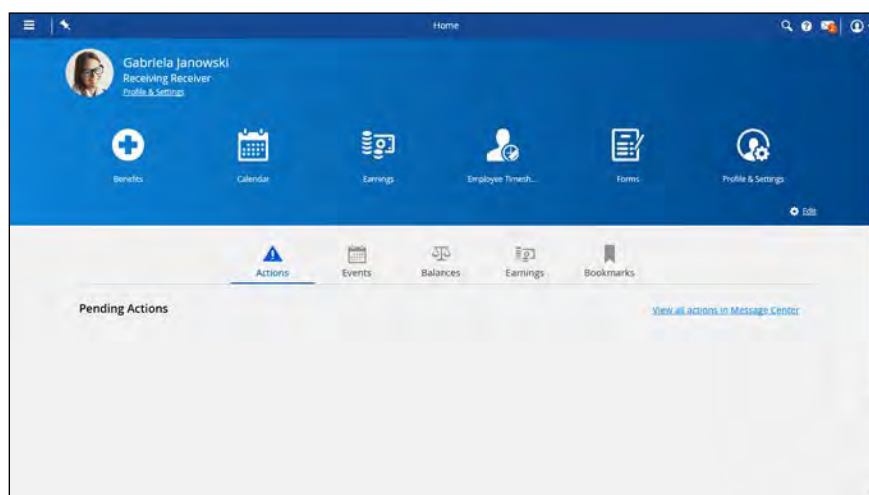 Home
Gabriela Janowski
Receiving Receiver
Profile & Settings
Benefits
Calendar
Earnings
Employee Timesh...
Forms
Profile & Settings
Edit
Actions
Events
Balances
Earnings
Bookmarks
Pending Actions
View all actions in Message Center